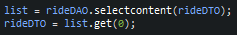 list = rideDAO.selectcontent(rideDTO);
rideDTO = list.get(0);